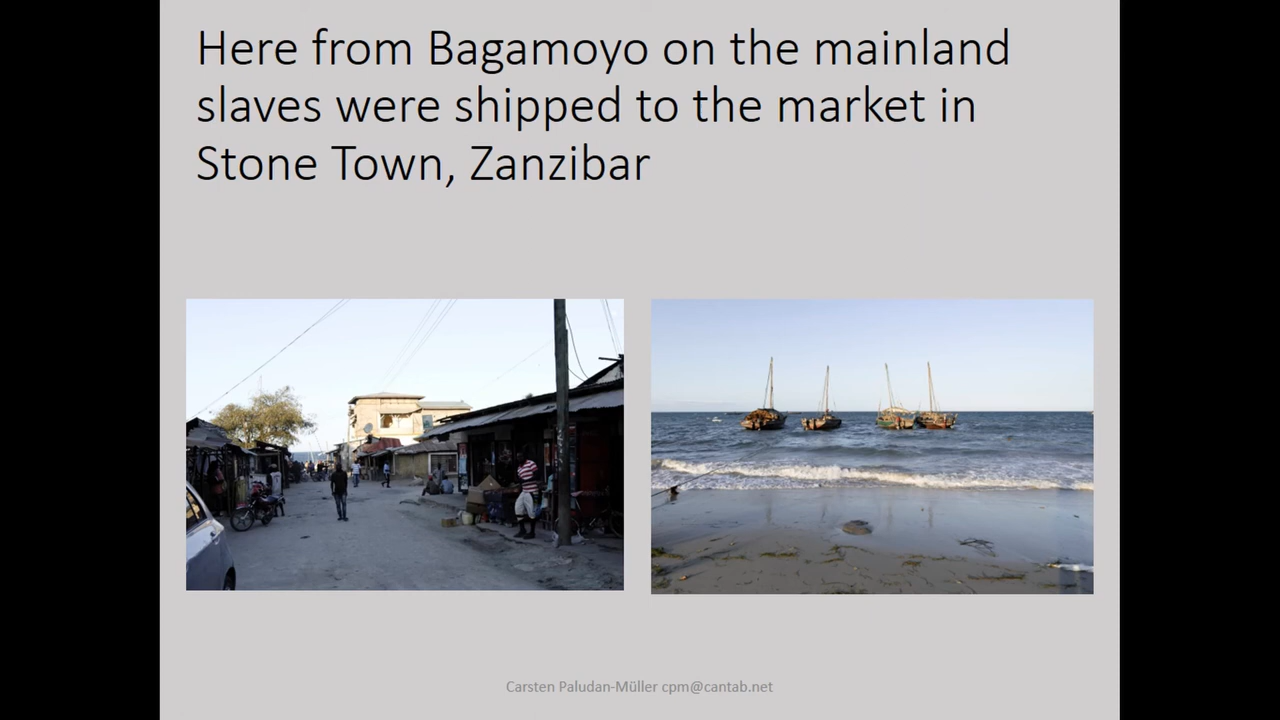 Here from Bagamoyo on the mainland
slaves were shipped to the market in
Stone Town, Zanzibar
Carsten Paludan-Müller cpm@cantab.net